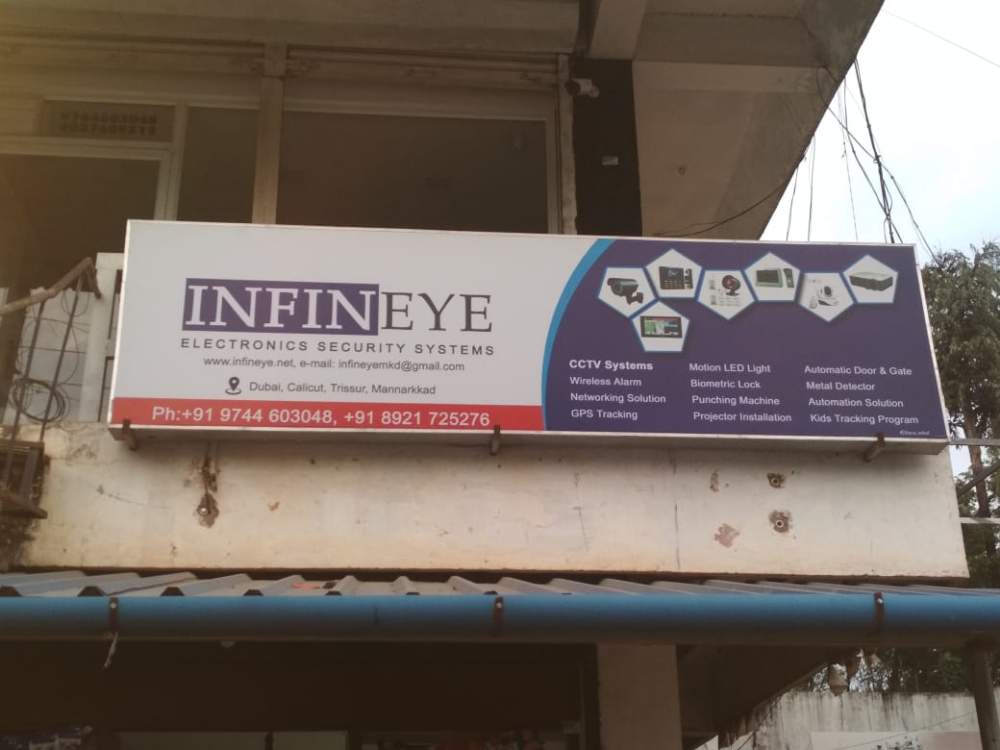 INFINEYE
ELECTRONICS SECURITY SYSTEMS
www.infineye.net, e-mail: infineyemkd@gmail.com
Dubai, Calicut, Trissur, Mannarkkad
Ph:+91 9744 603048, +91 8921 725276
CCTV Systems
Wireless Alarm
Networking Solution
GPS Tracking
Motion LED Light
Biometric Lock
Punching Machine
Projector Installation
Automatic Door & Gate
Metal Detector
Automation Solution
Kids Tracking Program